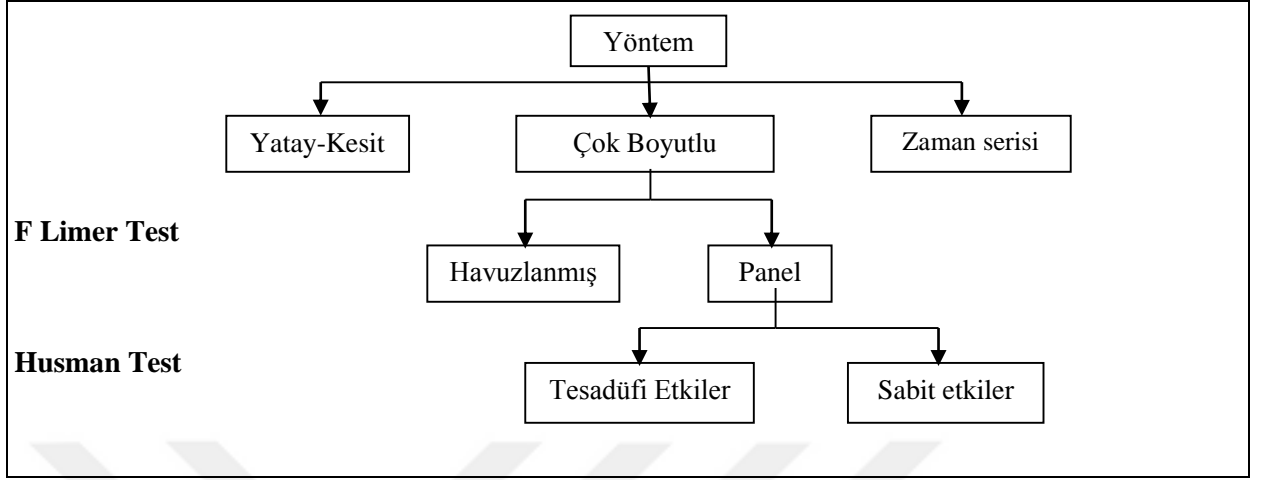 Yöntem
Yatay-Kesit
Çok Boyutlu
Zaman serisi
F Limer Test
Havuzlanmış
Panel
Husman Test
Tesadüfi Etkiler
Sabit etkiler